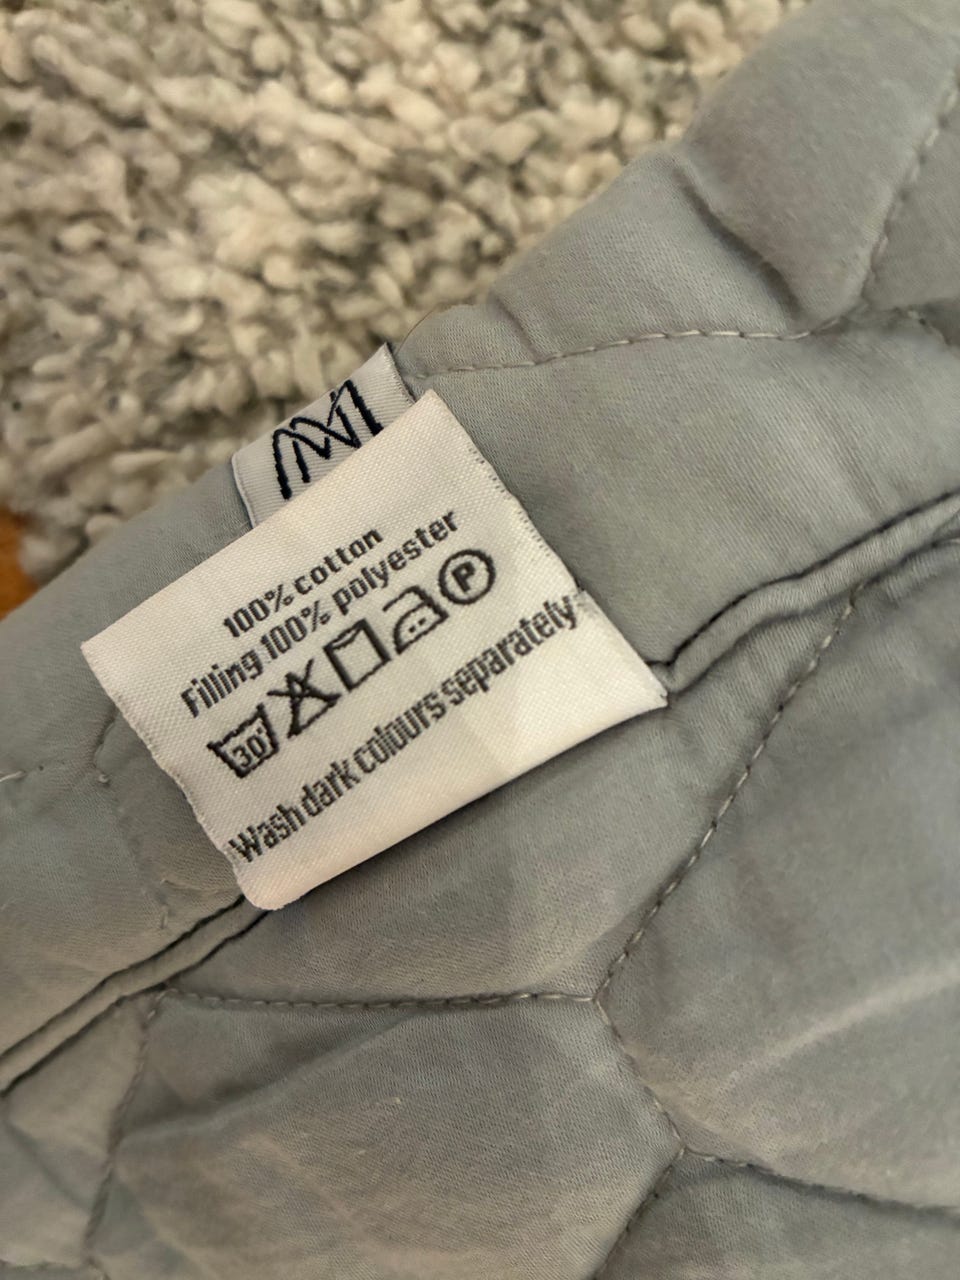 100% cotton
Filling 100% polyester
30° P
Wash dark colours separately